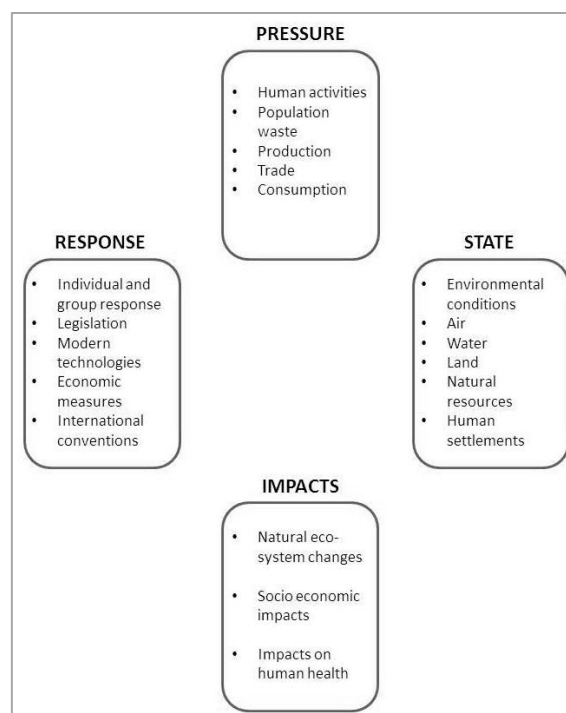 PRESSURE
• Human activities
• Population
waste
• Production
• Trade
• Consumption
RESPONSE
• Individual and
group response
• Legislation
• Modern
technologies
• Economic
measures
• International
conventions
STATE
• Environmental
conditions
• Air
• Water
• Land
• Natural
resources
• Human
settlements
IMPACTS
• Natural eco-
system changes
• Socio economic
impacts
• Impacts on
human health